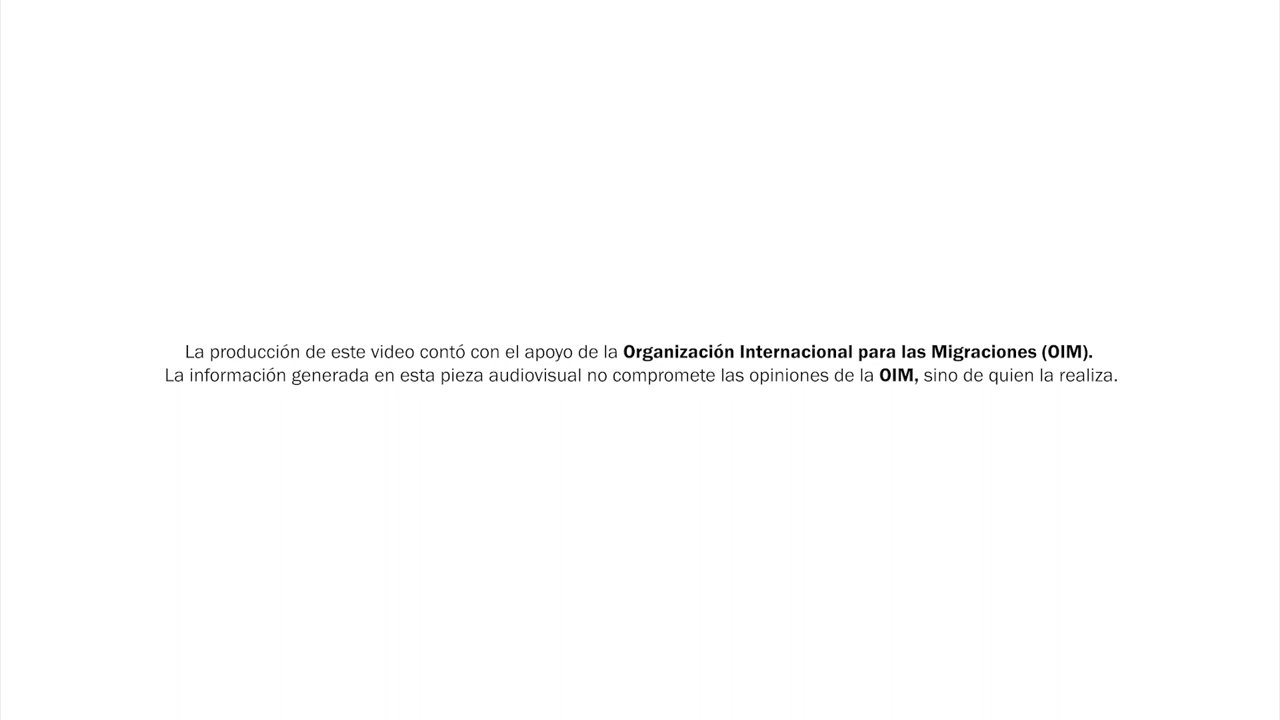 La producción de este video contó con el apoyo de la Organización Internacional para las Migraciones (OIM).
La información generada en esta pieza audiovisual no compromete las opiniones de la OIM, sino de quien la realiza.